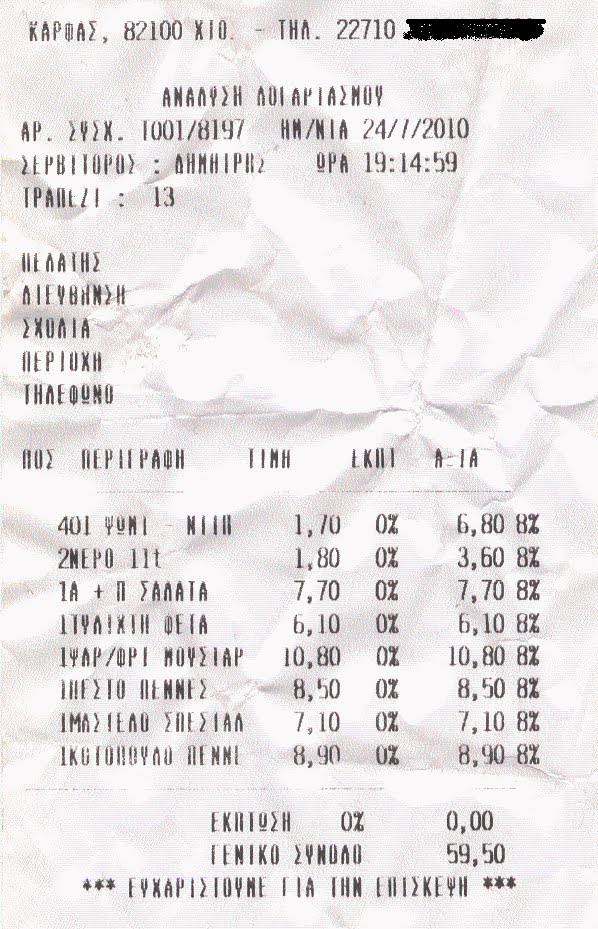 ΚΑΡΦΑΣ, 82100 ΧΙΟ. - ΤΗΛ. 22710
ΑΝΑΛΥΣΗ ΛΟΓΑΡΙΑΣΜΟΥ
ΑΡ. ΣΥΣΧ. Τ001/8197 ΗΜ/ΝΙΑ 24/7/2010
ΣΕΡΒΙΤΟΡΟΣ : ΔΗΜΗΤΡΗΣ ΩΡΑ 19:14:59
ΤΡΑΠΕΖΙ : 13
ΠΕΛΑΤΗΣ
ΔΙΕΥΘΗΝΣΗ
ΣΧΟΛΙΑ
ΠΕΡΙΟΧΗ
ΤΗΛΕΦΩΝΟ
ΠΟΣ ΠΕΡΙΓΡΑΦΗ ΤΙΜΗ ΕΚΠΤ ΑΞΙΑ
ΨΩΜΙ - ΝΤΙΠ 1,70 0% 6,80 8%
2ΝΕΡΟ 1lt 1,80 0% 3,60 8%
1Α + Π ΣΑΛΑΤΑ 7,70 0% 7,70 8%
1ΤΥΛΙΧΤΗ ΦΕΤΑ 6,10 0% 6,10 8%
1ΨΑΡ/ΦΡΙ ΜΟΥΣΤΑΡ 10,80 0% 10,80 8%
1ΠΕΣΤΟ ΠΕΝΝΕΣ 8,50 0% 8,50 8%
1ΜΑΣΤΕΛΟ ΣΠΕΣΙΑΛ 7,10 0% 7,10 8%
1ΚΟΤΟΠΟΥΛΟ ΠΕΝΝΕ 8,90 0% 8,90 8%
ΕΚΠΤΩΣΗ 0% 0,00
ΓΕΝΙΚΟ ΣΥΝΟΛΟ 59,50
*** ΕΥΧΑΡΙΣΤΟΥΜΕ ΓΙΑ ΤΗΝ ΕΠΙΣΚΕΨΗ ***